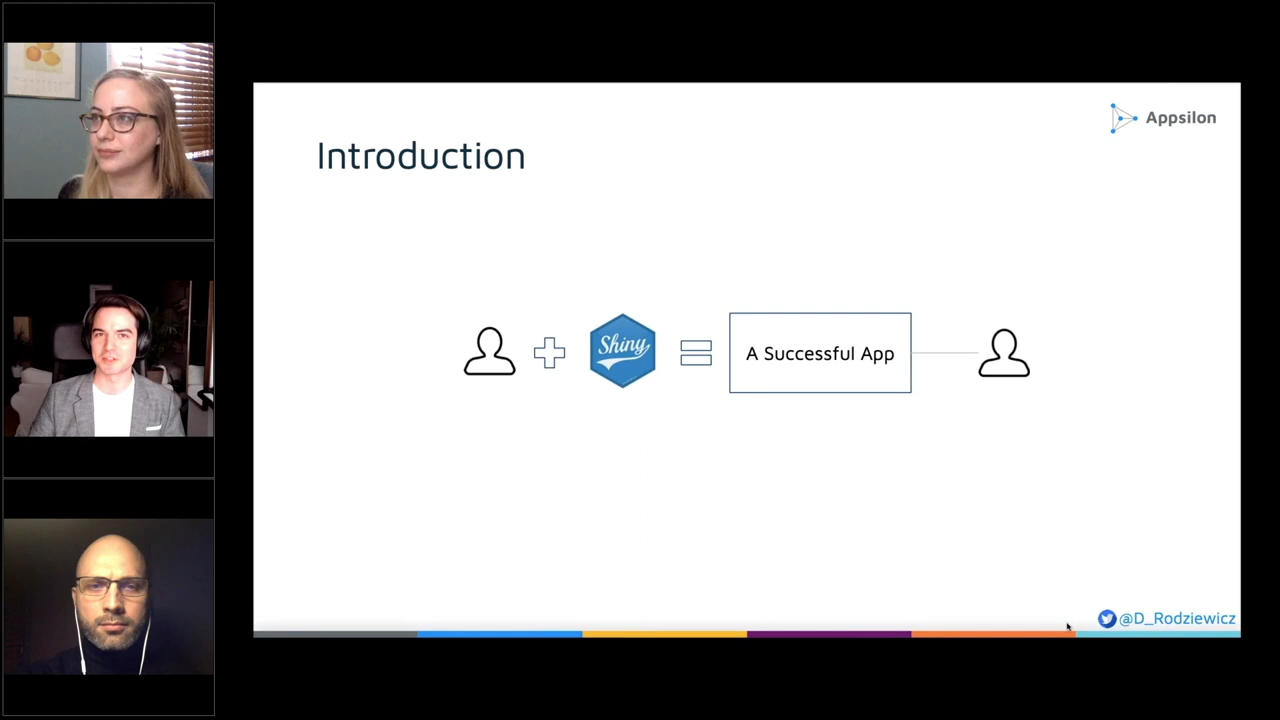 Appsilon
Introduction
Shiny
A Successful App
@D_Rodziewicz